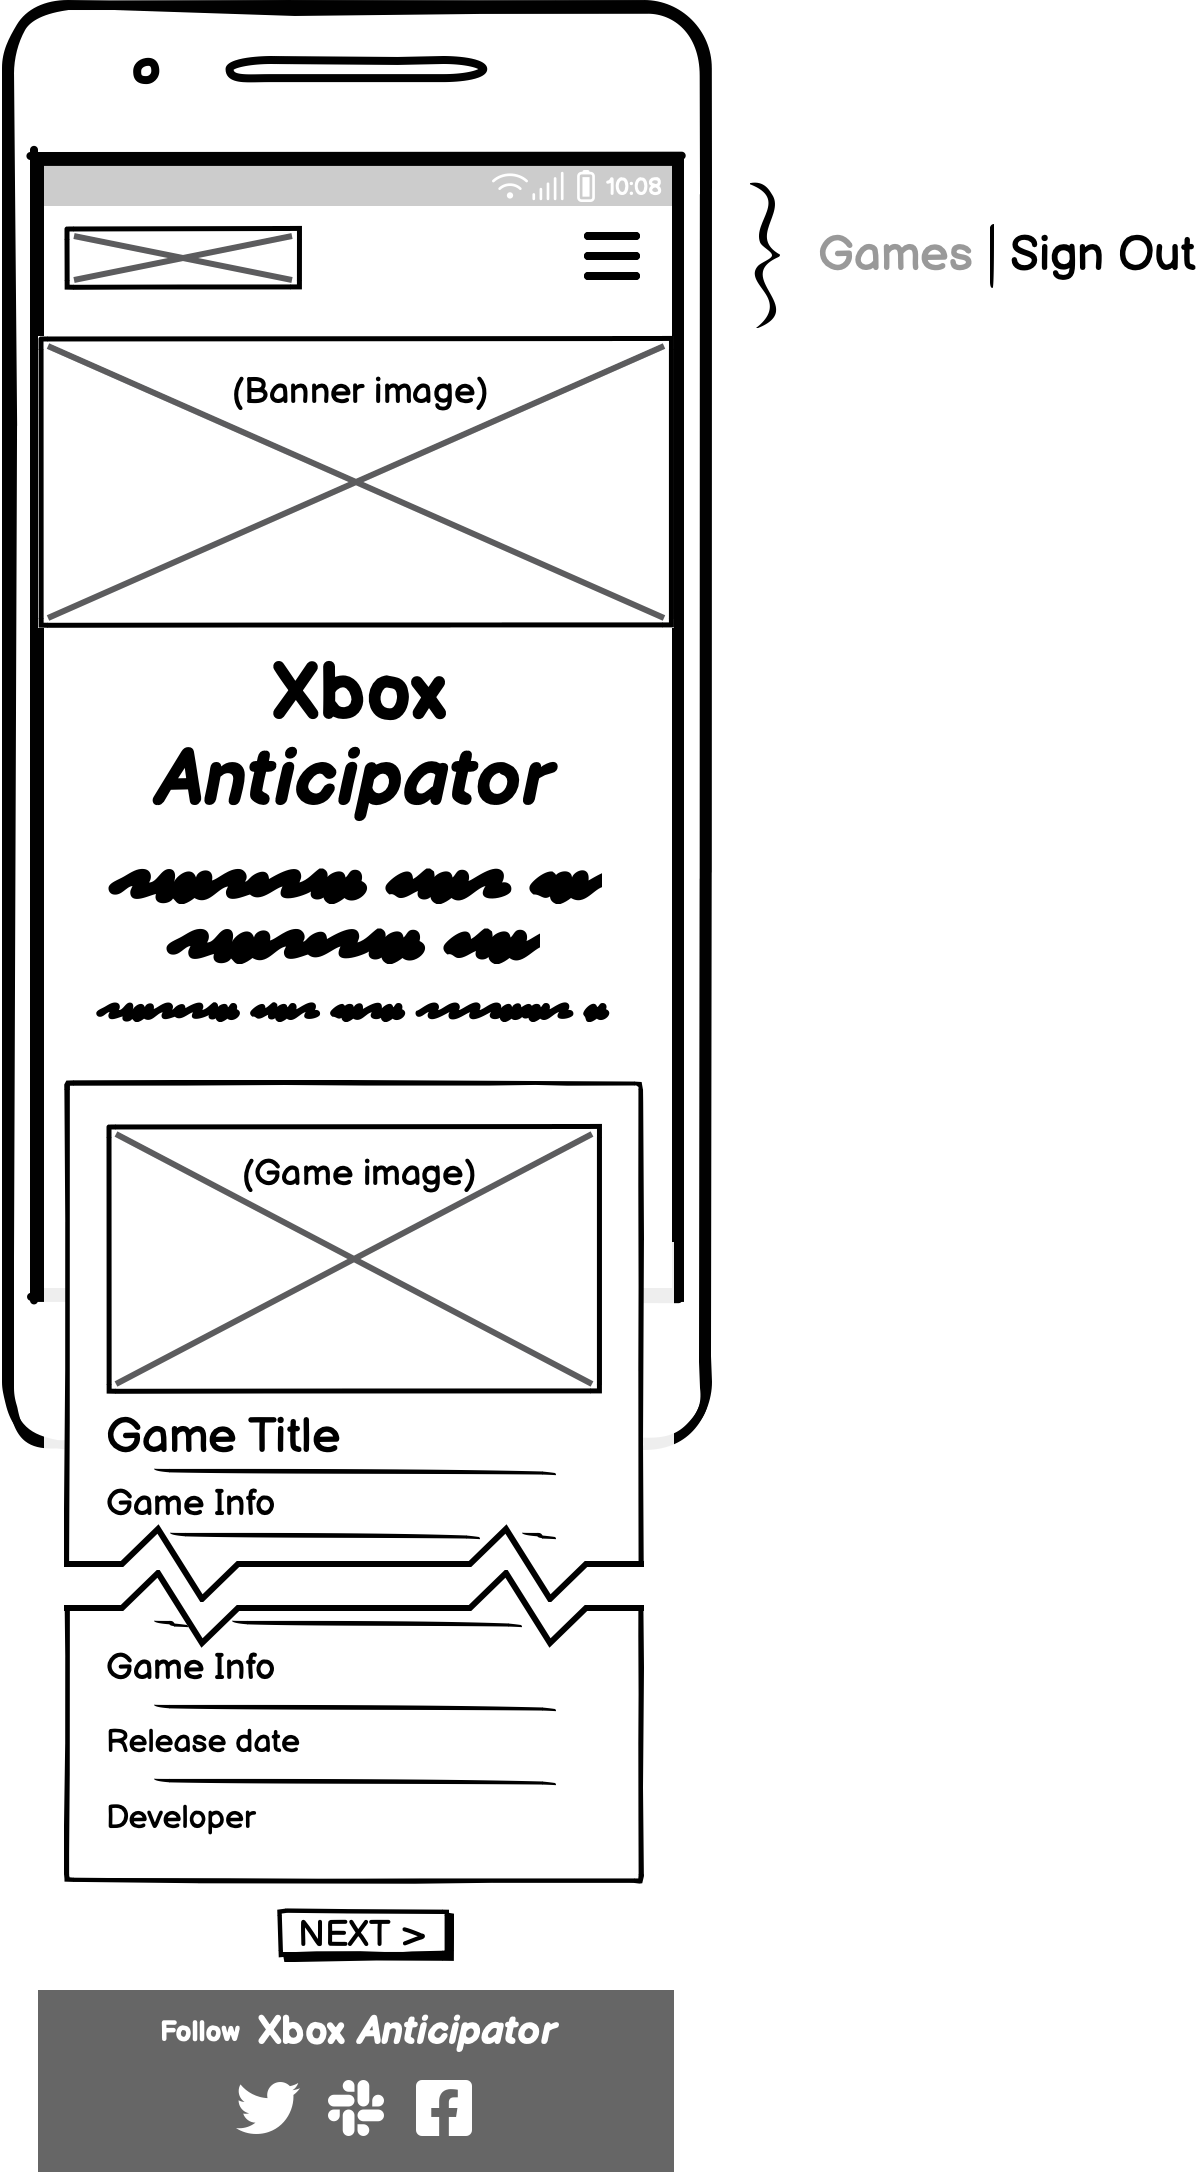 10:08
Games | Sign Out
(Banner image)
Xbox
Anticipator
(Game image)
Game Title
Game Info
Game Info
Release date
Developer
NEXT >
Follow Xbox Anticipator